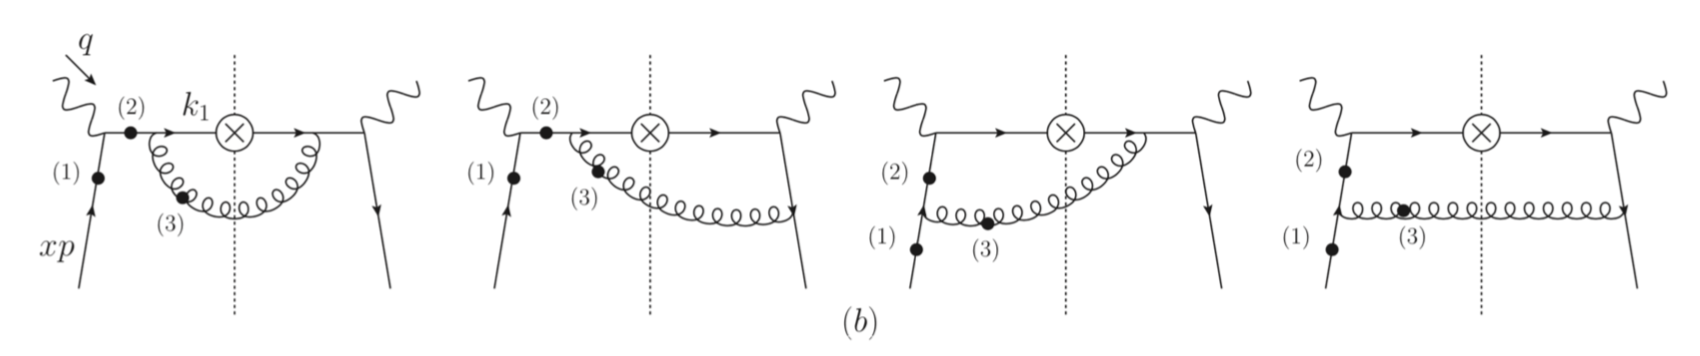 q
(2) k₁ (2)
(1) (1) (2) (2)
(3) (3)
(1) (3) (1) (3)
xp
(b)